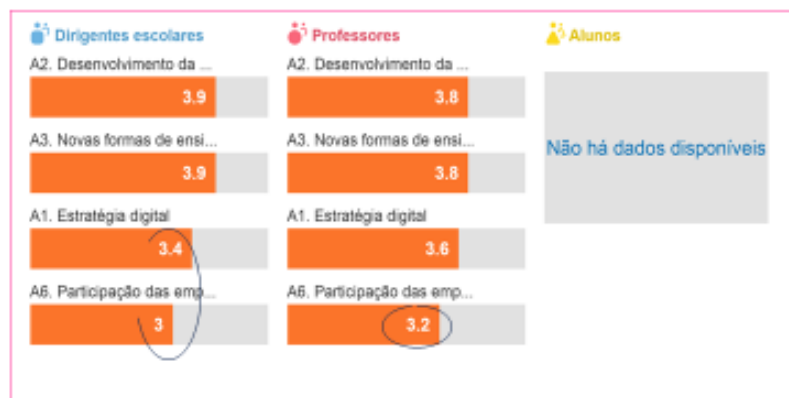 Dirigentes escolares
A2. Desenvolvimento da ...
3.9
A3. Novas formas de ensi...
3.9
A1. Estratégia digital
3.4
A6. Participação das emp...
3
Professores
A2. Desenvolvimento da ...
3.8
A3. Novas formas de ensi...
3.8
A1. Estratégia digital
3.6
A6. Participação das emp...
3.2
Alunos
Não há dados disponíveis